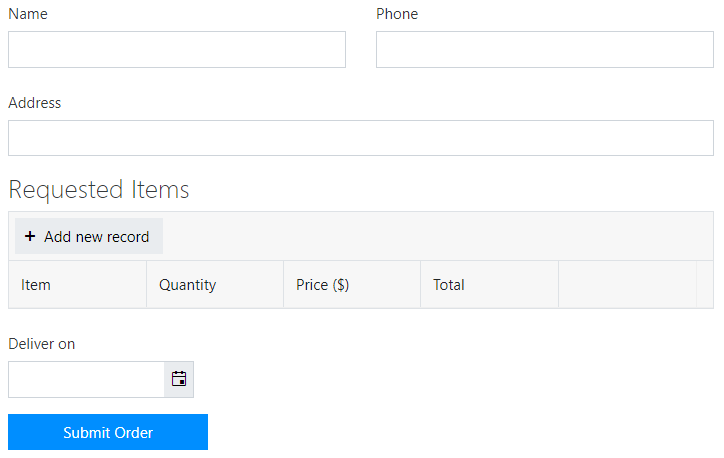 Name Phone
Address
Requested Items
+ Add new record
Item Quantity Price ($) Total
Deliver on
Submit Order